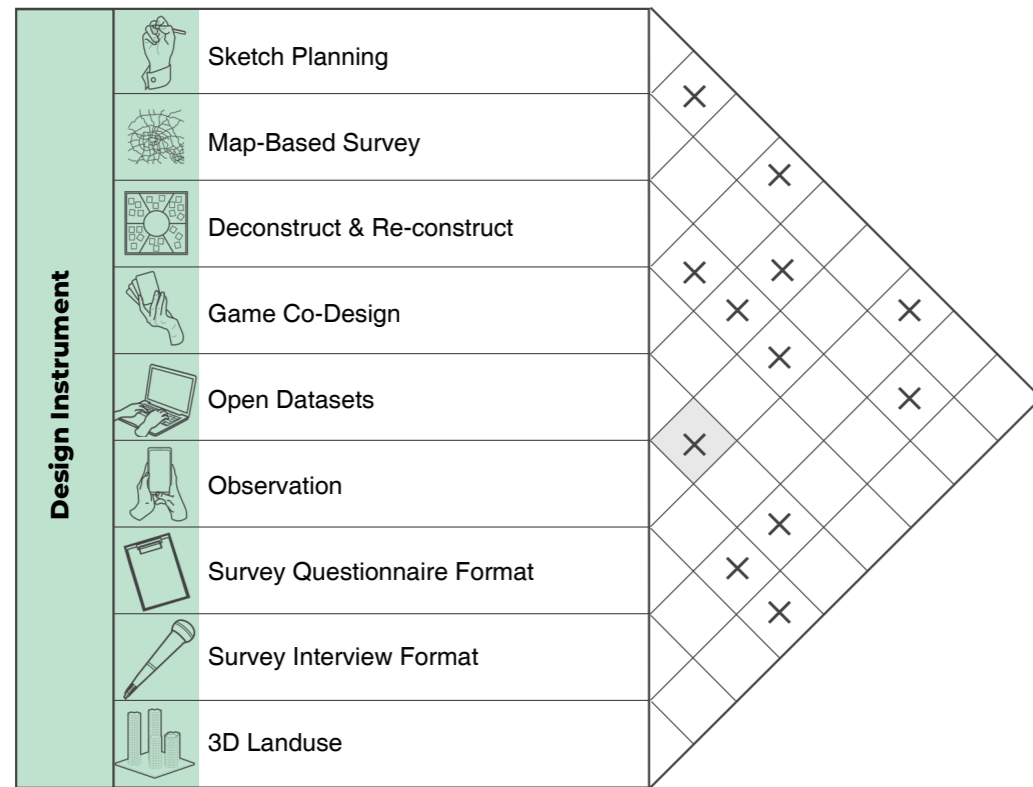 Design Instrument
Sketch Planning
Map-Based Survey
Deconstruct & Re-construct
Game Co-Design
Open Datasets
Observation
Survey Questionnaire Format
Survey Interview Format
3D Landuse